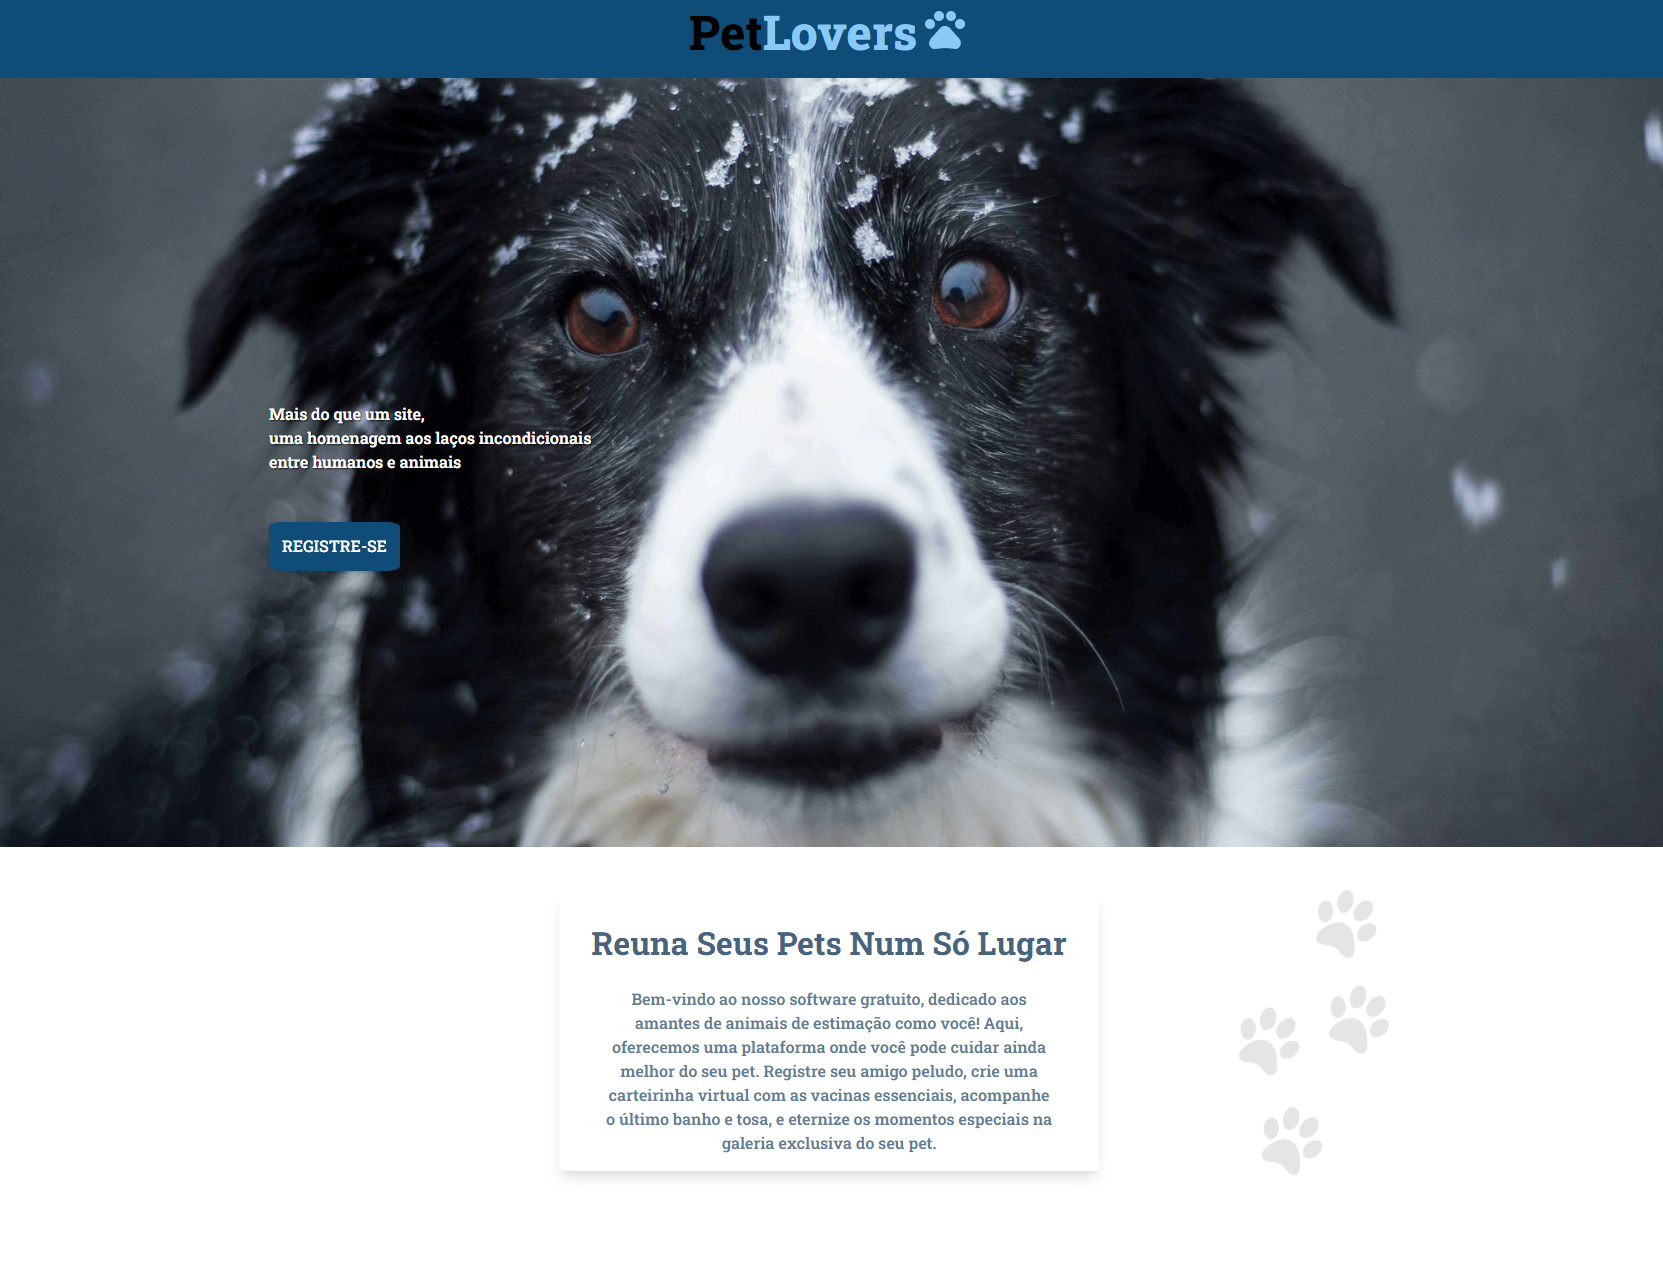 PetLovers
Mais do que um site,
uma homenagem aos laços incondicionais
entre humanos e animais
REGISTRE-SE
Reuna Seus Pets Num Só Lugar
Bem-vindo ao nosso software gratuito, dedicado aos
amantes de animais de estimação como você! Aqui,
oferecemos uma plataforma onde você pode cuidar ainda
melhor do seu pet. Registre seu amigo peludo, crie uma
carteirinha virtual com as vacinas essenciais, acompanhe
o último banho e tosa, e eternize os momentos especiais na
galeria exclusiva do seu pet.